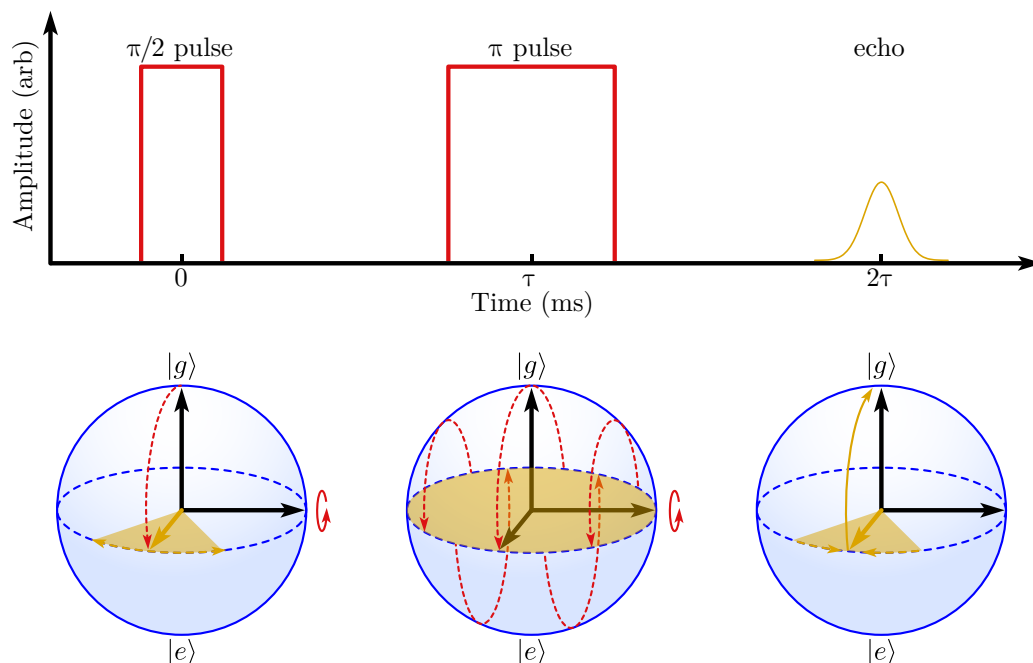 π/2 pulse
π pulse
echo
Amplitude (arb)
0
τ
2τ
Time (ms)
|g⟩
|g⟩
|g⟩
|e⟩
|e⟩
|e⟩